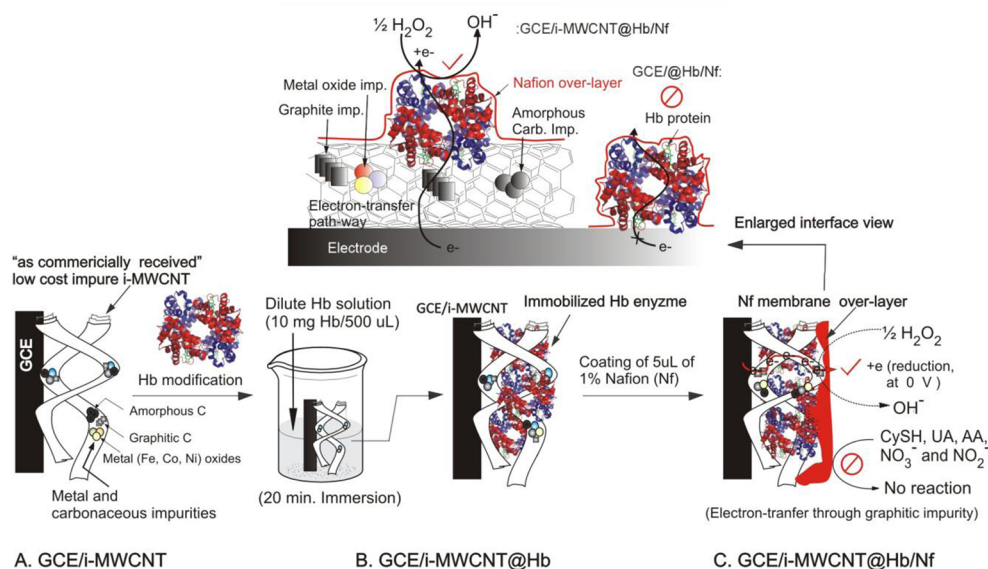 ½ H2O2
OH-
:GCE/i-MWCNT@Hb/Nf
+e-
GCE/@Hb/Nf:
Metal oxide imp.
Nafion over-layer
Graphite imp.
Amorphous
Carb. Imp.
Hb protein
Electron-transfer
path-way
Electrode
e-
e-
Enlarged interface view
"as commericially received"
low cost impure i-MWCNT
GCE
Hb modification
Amorphous C
Graphitic C
Metal (Fe, Co, Ni) oxides
Metal and
carbonaceous impurities
Dilute Hb solution
(10 mg Hb/500 uL)
(20 min. Immersion)
GCE/i-MWCNT
Immobilized Hb enyzme
Coating of 5uL of
1% Nafion (Nf)
Nf membrane over-layer
½ H2O2
e-
e-
e-
+e (reduction,
at 0 V)
OH-
CySH, UA, AA,
NO3- and NO2-
No reaction
(Electron-tranfer through graphitic impurity)
A. GCE/i-MWCNT
B. GCE/i-MWCNT@Hb
C. GCE/i-MWCNT@Hb/Nf